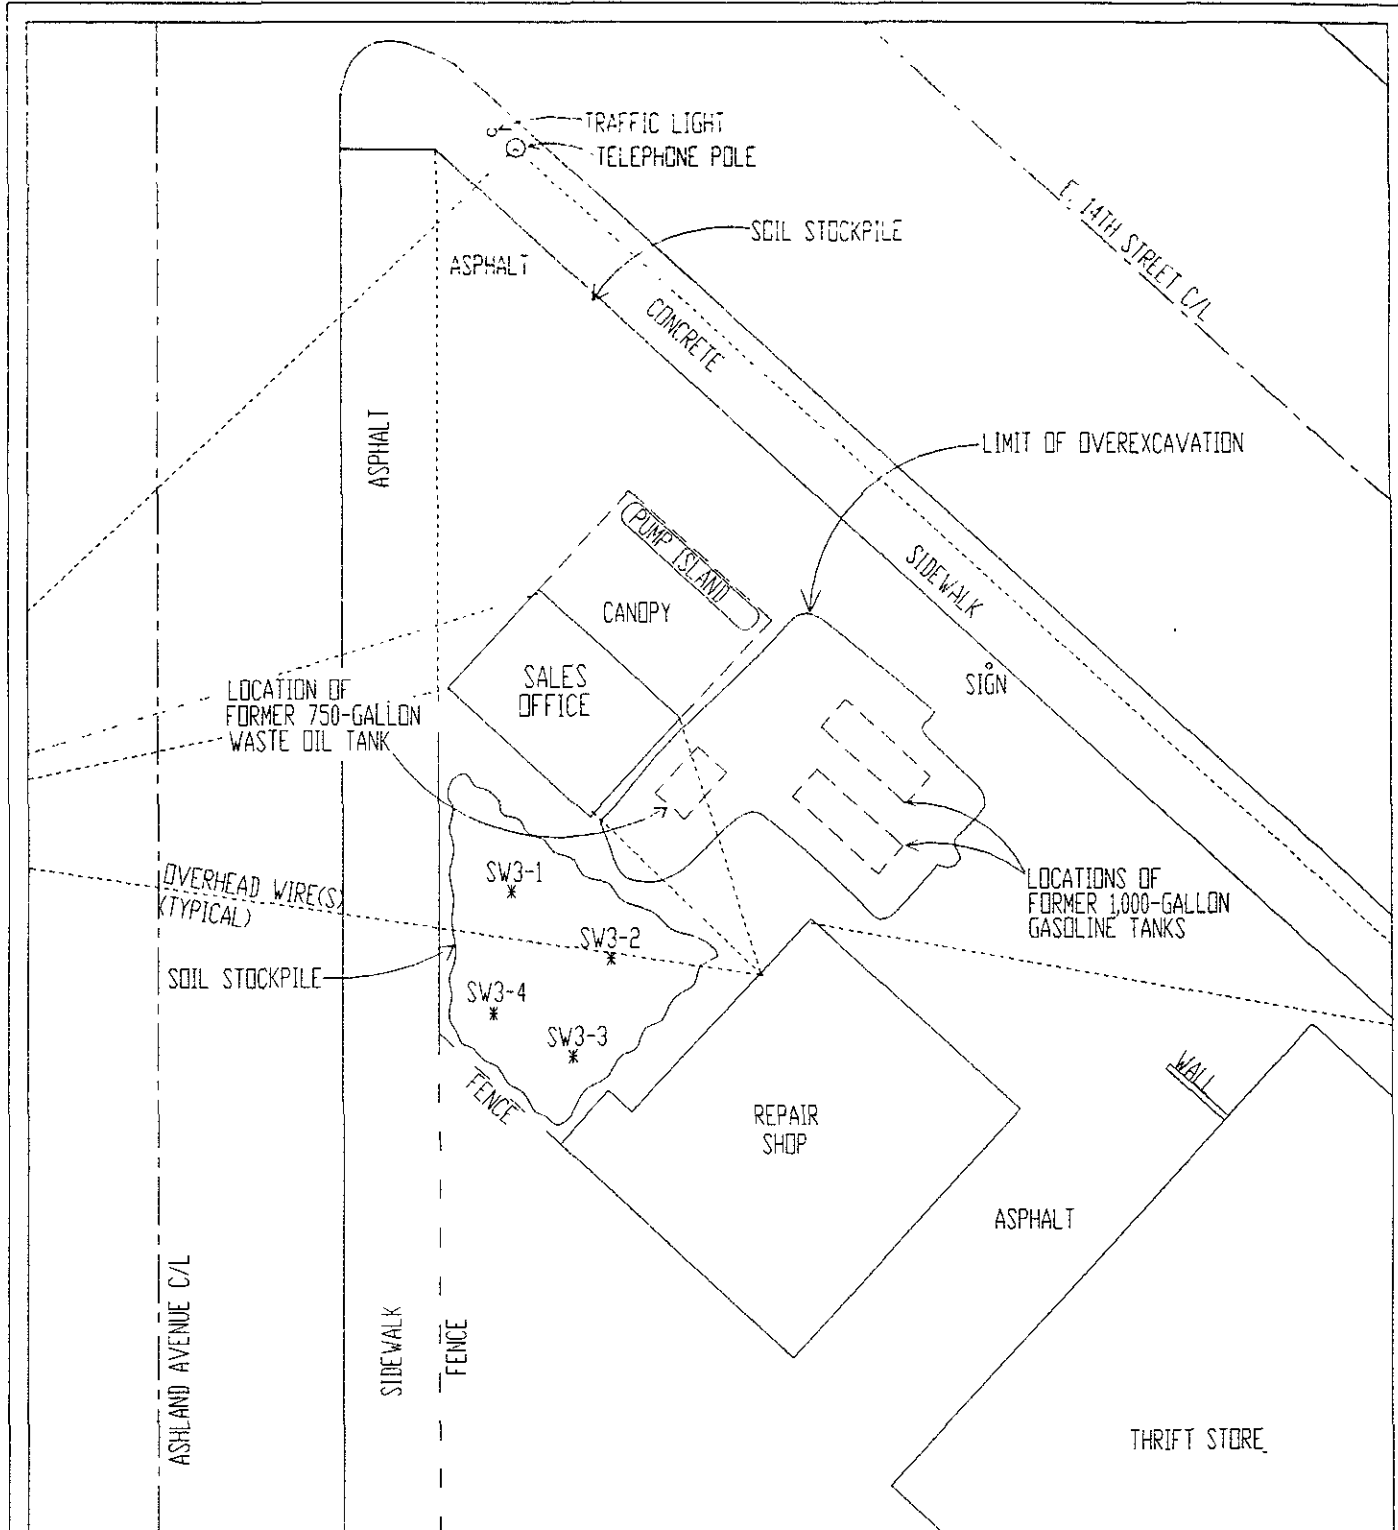 TRAFFIC LIGHT
TELEPHONE POLE
SOIL STOCKPILE
ASPHALT
E. 14TH STREET C/L
CONCRETE
ASPHALT
LIMIT OF OVEREXCAVATION
PUMP ISLAND
SIDEWALK
CANOPY
SALES
OFFICE
SIGN
LOCATION OF
FORMER 750-GALLON
WASTE OIL TANK
SW3-1
OVERHEAD WIRE(S)
(TYPICAL)
LOCATIONS OF
FORMER 1,000-GALLON
GASOLINE TANKS
SW3-2
SOIL STOCKPILE
SW3-4
SW3-3
FENCE
WALL
REPAIR
SHOP
ASPHALT
ASHLAND AVENUE C/L
SIDEWALK
FENCE
THRIFT STORE